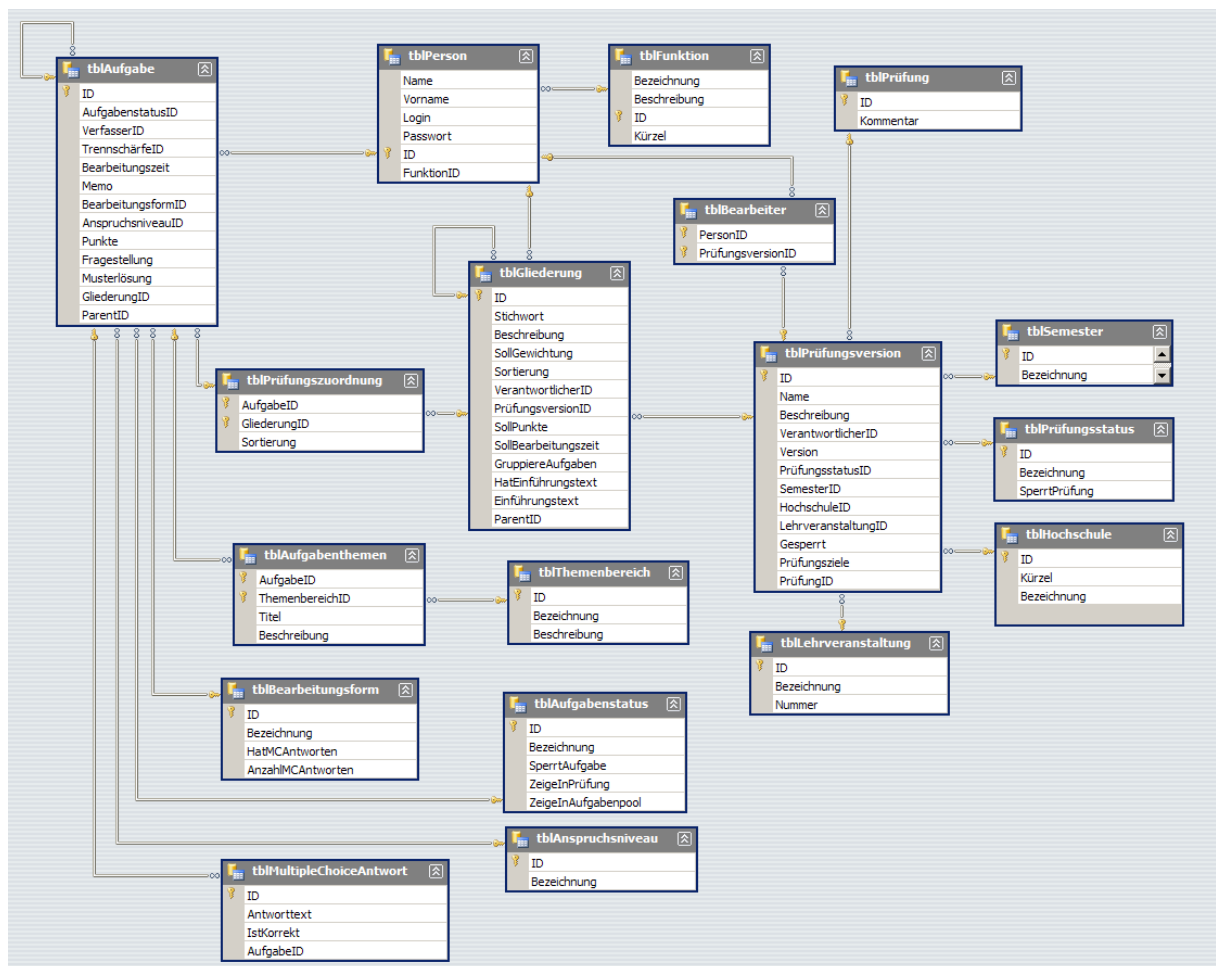 tblAufgabe
ID
AufgabenstatusID
VerfasserID
TrennschärfeID
Bearbeitungszeit
Memo
BearbeitungsformID
AnspruchsniveauID
Punkte
Fragestellung
Musterlösung
GliederungID
ParentID
tblPerson
Name
Vorname
Login
Passwort
ID
FunktionID
tblFunktion
Bezeichnung
Beschreibung
ID
Kürzel
tblPrüfung
ID
Kommentar
tblBearbeiter
PersonID
PrüfungsversionID
tblGliederung
ID
Stichwort
Beschreibung
SollGewichtung
Sortierung
VerantwortlicherID
PrüfungsversionID
SollPunkte
SollBearbeitungszeit
GruppiereAufgaben
HatEinführungstext
Einführungstext
ParentID
tblPrüfungsversion
ID
Name
Beschreibung
VerantwortlicherID
Version
PrüfungsstatusID
SemesterID
HochschuleID
LehrveranstaltungID
Gesperrt
Prüfungsziele
PrüfungID
tblSemester
ID
Bezeichnung
tblPrüfungsstatus
ID
Bezeichnung
SperrtPrüfung
tblHochschule
ID
Kürzel
Bezeichnung
tblPrüfungszuordnung
AufgabeID
GliederungID
Sortierung
tblAufgabenthemen
AufgabeID
ThemenbereichID
Titel
Beschreibung
tblThemenbereich
ID
Bezeichnung
Beschreibung
tblLehrveranstaltung
ID
Bezeichnung
Nummer
tblBearbeitungsform
ID
Bezeichnung
HatMCAntworten
AnzahlMCAntworten
tblAufgabenstatus
ID
Bezeichnung
SperrtAufgabe
ZeigeInPrüfung
ZeigeInAufgabenpool
tblAnspruchsniveau
ID
Bezeichnung
tblMultipleChoiceAntwort
ID
Antworttext
IstKorrekt
AufgabeID